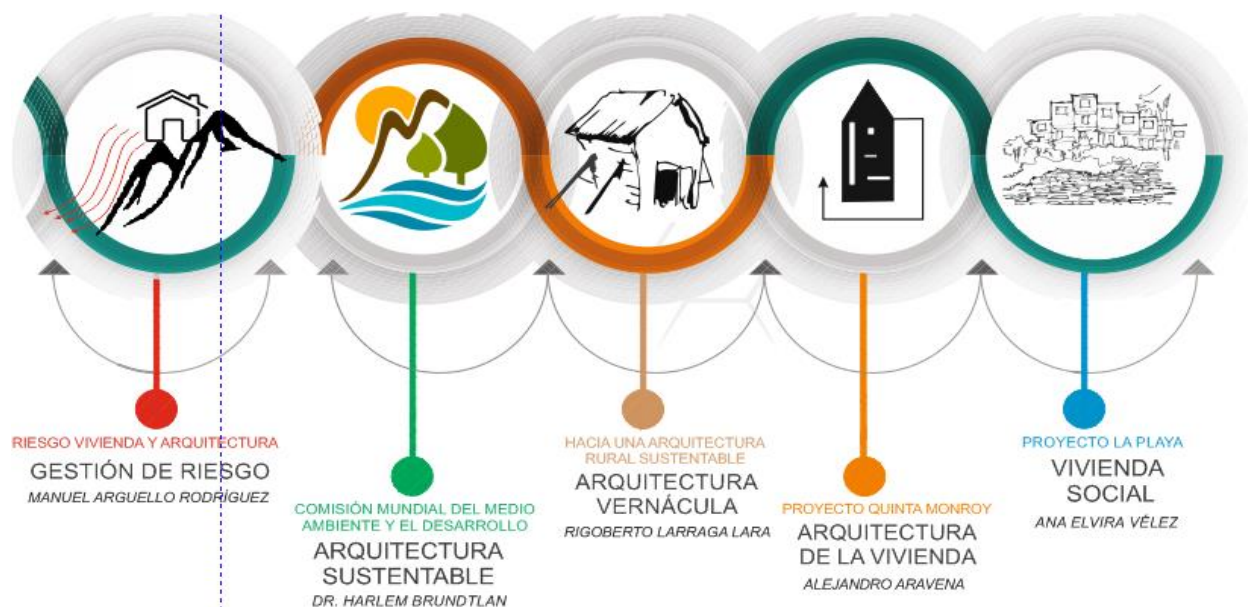 RIESGO VIVIENDA Y ARQUITECTURA
GESTIÓN DE RIESGO
MANUEL ARGUELLO RODRÍGUEZ
COMISIÓN MUNDIAL DEL MEDIO
AMBIENTE Y EL DESARROLLO
ARQUITECTURA
SUSTENTABLE
DR. HARLEM BRUNDTLAN
HACIA UNA ARQUITECTURA
RURAL SUSTENTABLE
ARQUITECTURA
VERNÁCULA
RIGOBERTO LARRAGA LARA
PROYECTO QUINTA MONROY
ARQUITECTURA
DE LA VIVIENDA
ALEJANDRO ARAVENA
PROYECTO LA PLAYA
VIVIENDA
SOCIAL
ANA ELVIRA VÉLEZ